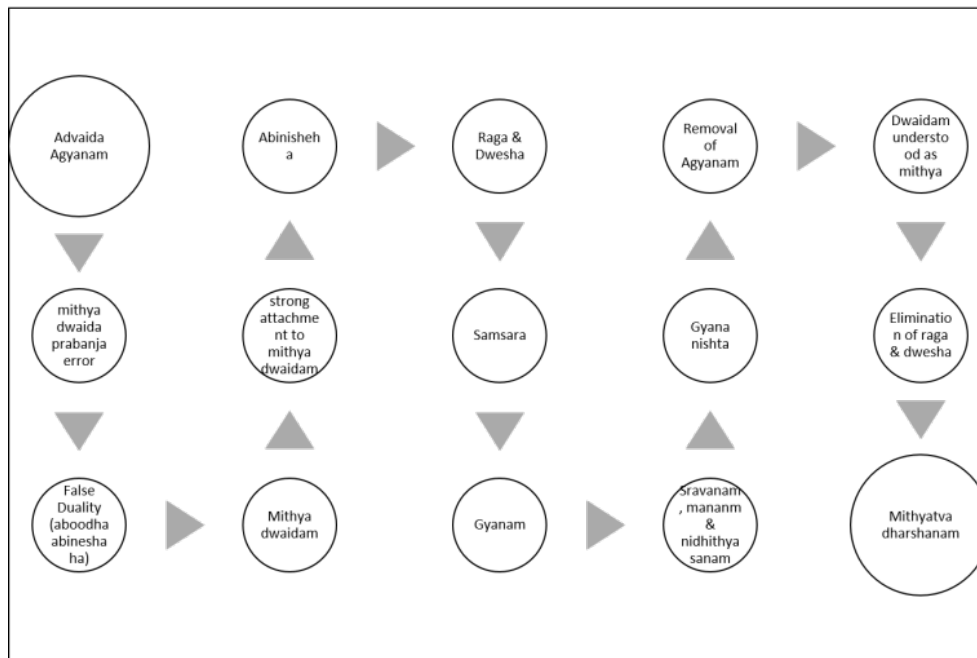 Advaida
Agyanam
mithya
dwaida
prabanja
error
False
Duality
(aboodha
abinesha
ha)
Mithya
dwaidam
strong
attachme
nt to
mithya
dwaidam
Abinisheh
a
Raga &
Dwesha
Samsara
Gyanam
Sravanam
, mananm
&
nidhithya
sanam
Gyana
nishta
Removal
of
Agyanam
Dwaidam
understo
od as
mithya
Eliminatio
n of raga
& dwesha
Mithyatva
dharshanam